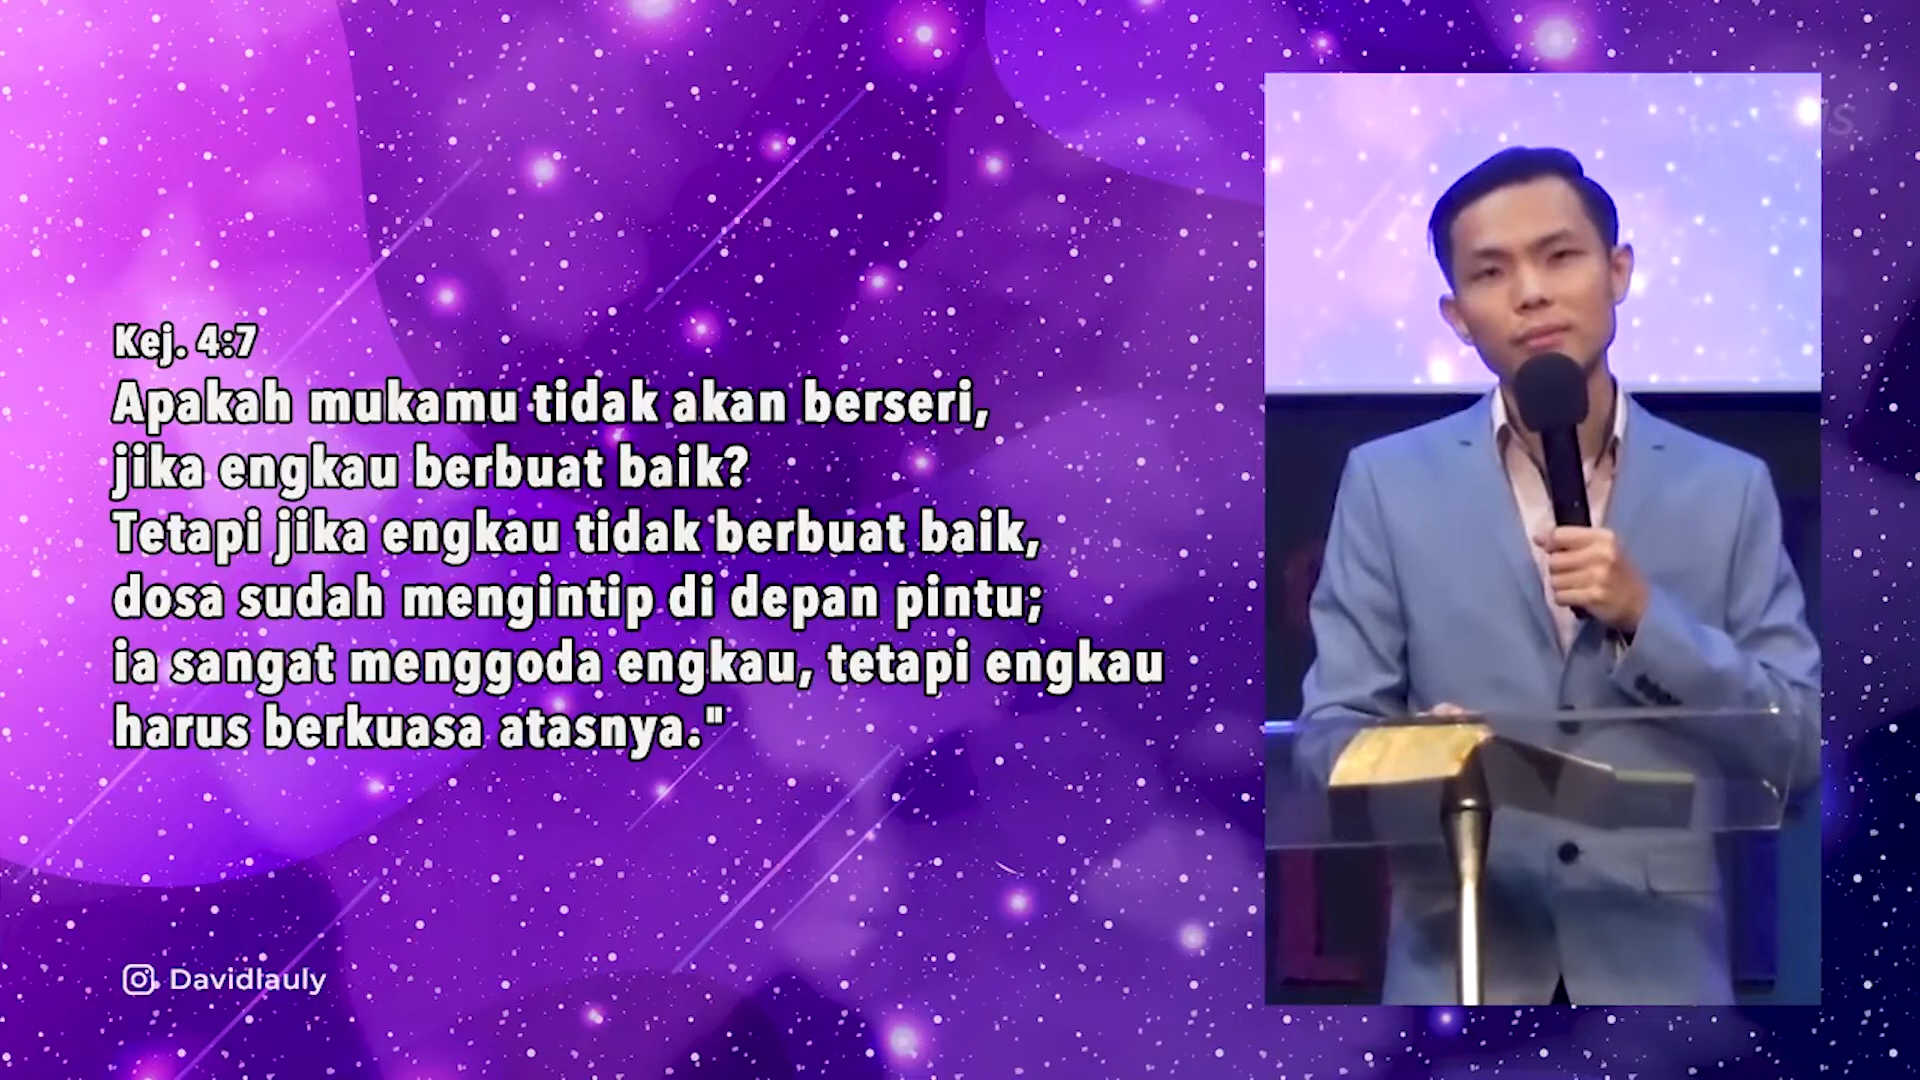 Kej. 4:7
Apakah mukamu tidak akan berseri,
jika engkau berbuat baik?
Tetapi jika engkau tidak berbuat baik,
dosa sudah mengintip di depan pintu;
ia sangat menggoda engkau, tetapi engkau
harus berkuasa atasnya."
Davidlauly